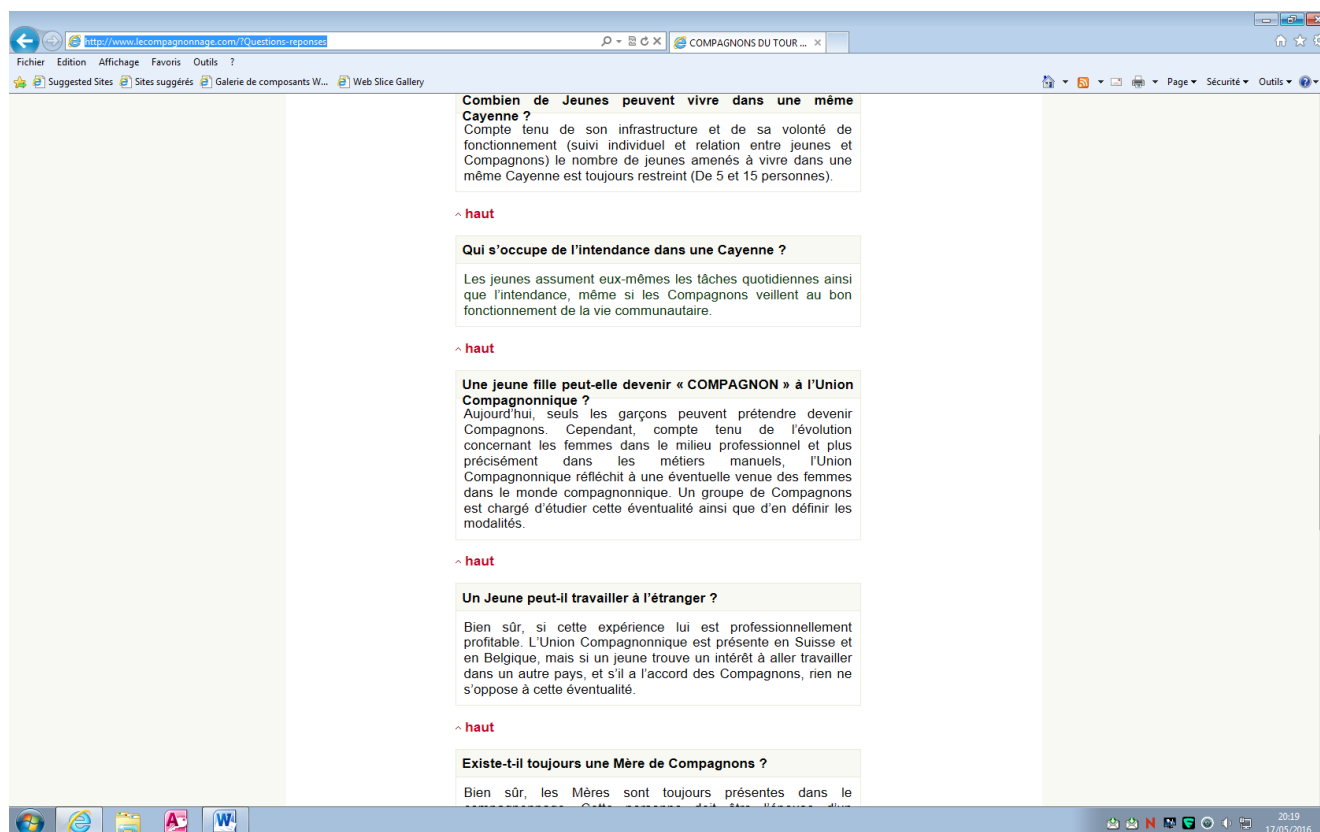 http://www.lecompagnonnage.com/?Questions-reponses
COMPAGNONS DU TOUR ...
Fichier Edition Affichage Favoris Outils ?
Suggested Sites Sites suggérés Galerie de composants W... Web Slice Gallery
Page Sécurité Outils
Combien de Jeunes peuvent vivre dans une même
Cayenne ?
Compte tenu de son infrastructure et de sa volonté de
fonctionnement (suivi individuel et relation entre jeunes et
Compagnons) le nombre de jeunes amenés à vivre dans une
même Cayenne est toujours restreint (De 5 et 15 personnes).
^ haut
Qui s’occupe de l’intendance dans une Cayenne ?
Les jeunes assument eux-mêmes les tâches quotidiennes ainsi
que l’intendance, même si les Compagnons veillent au bon
fonctionnement de la vie communautaire.
^ haut
Une jeune fille peut-elle devenir « COMPAGNON » à l’Union
Compagnonnique ?
Aujourd’hui, seuls les garçons peuvent prétendre devenir
Compagnons. Cependant, compte tenu de l’évolution
concernant les femmes dans le milieu professionnel et plus
précisément dans les métiers manuels, l’Union
Compagnonnique réfléchit à une éventuelle venue des femmes
dans le monde compagnonnique. Un groupe de Compagnons
est chargé d’étudier cette éventualité ainsi que d’en définir les
modalités.
^ haut
Un Jeune peut-il travailler à l’étranger ?
Bien sûr, si cette expérience lui est professionnellement
profitable. L’Union Compagnonnique est présente en Suisse et
en Belgique, mais si un jeune trouve un intérêt à aller travailler
dans un autre pays, et s’il a l’accord des Compagnons, rien ne
s’oppose à cette éventualité.
^ haut
Existe-t-il toujours une Mère de Compagnons ?
Bien sûr, les Mères sont toujours présentes dans le
20:19
17/05/2016